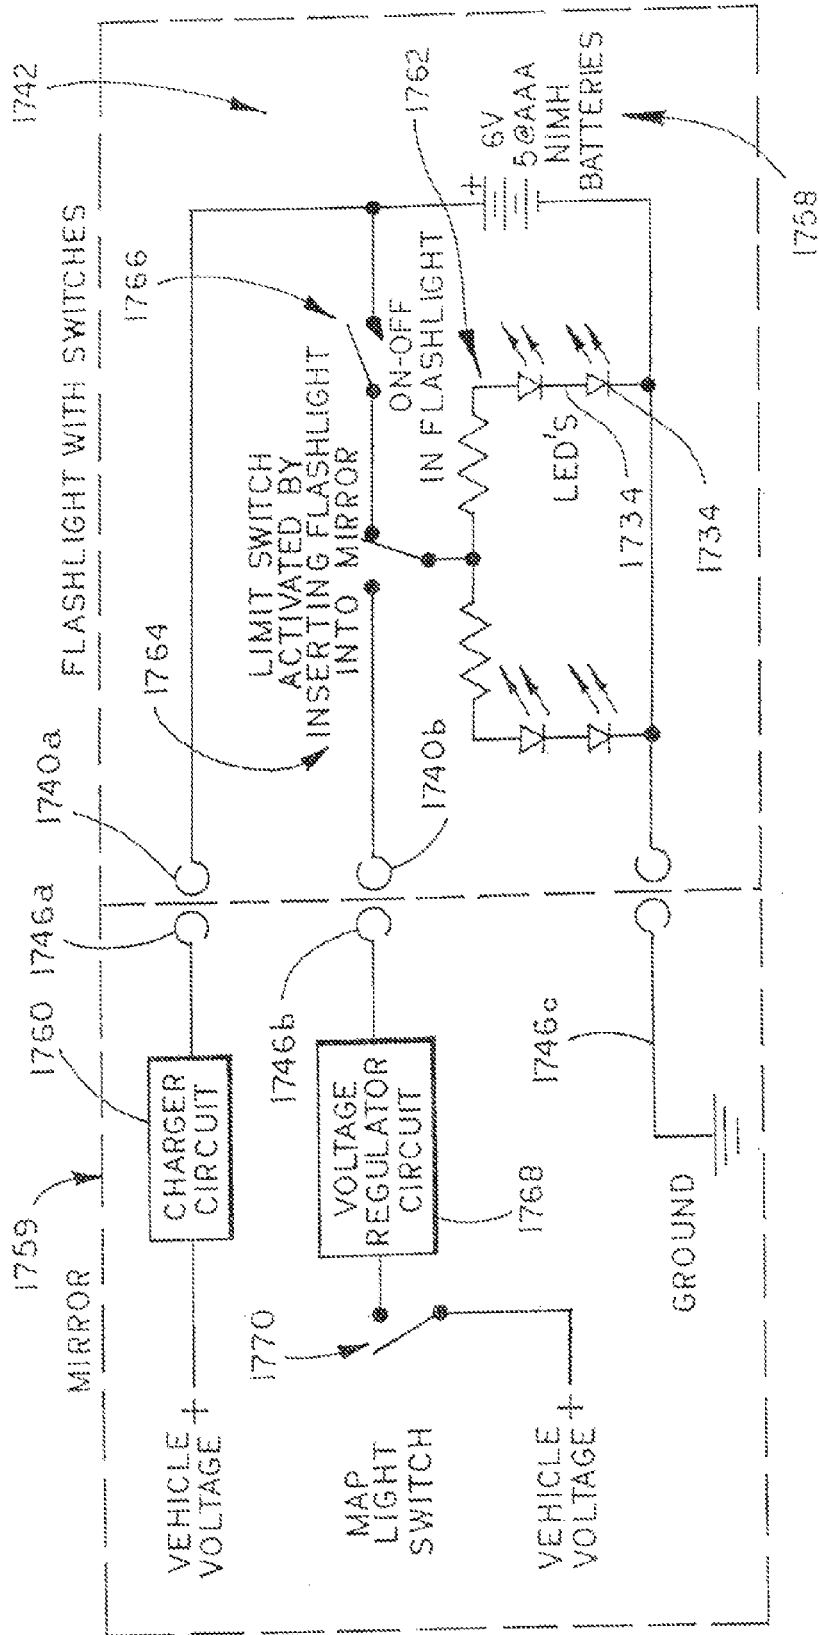 FLASHLIGHT WITH SWITCHES
1742
1766
LIMIT SWITCH
ACTIVATED BY
INSERTING FLASHLIGHT
INTO MIRROR
1764
ON-OFF
IN FLASHLIGHT
1762
+
6V
5@AAA
NIMH
BATTERIES
1758
LED'S
1734
1734
1740a
1740b
MIRROR
1759
1760
1746a
CHARGER
CIRCUIT
VEHICLE
VOLTAGE +
1746b
VOLTAGE
REGULATOR
CIRCUIT
1768
1770
MAP
LIGHT
SWITCH
VEHICLE
VOLTAGE +
1746c
GROUND